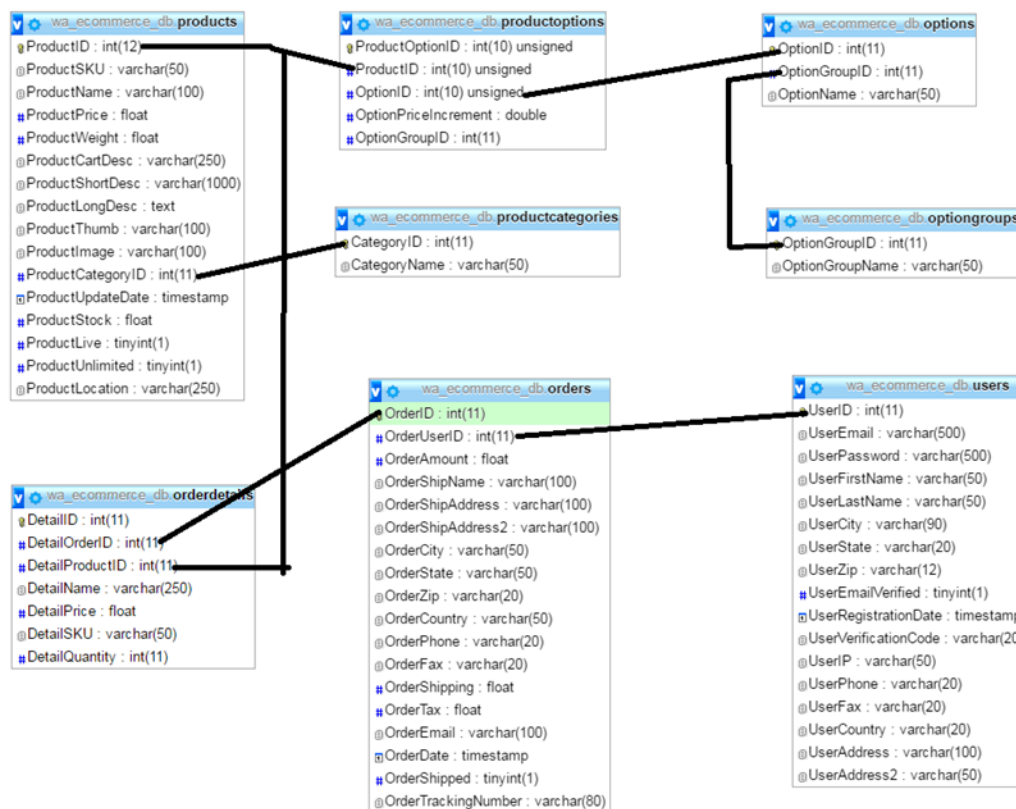 wa_ecommerce_db.products
ProductID : int(12)
ProductSKU : varchar(50)
ProductName : varchar(100)
ProductPrice : float
ProductWeight : float
ProductCartDesc : varchar(250)
ProductShortDesc : varchar(1000)
ProductLongDesc : text
ProductThumb : varchar(100)
ProductImage : varchar(100)
ProductCategoryID : int(11)
ProductUpdateDate : timestamp
ProductStock : float
ProductLive : tinyint(1)
ProductUnlimited : tinyint(1)
ProductLocation : varchar(250)
wa_ecommerce_db.productoptions
ProductOptionID : int(10) unsigned
ProductID : int(10) unsigned
OptionID : int(10) unsigned
OptionPriceIncrement : double
OptionGroupID : int(11)
wa_ecommerce_db.options
OptionID : int(11)
OptionGroupID : int(11)
OptionName : varchar(50)
wa_ecommerce_db.productcategories
CategoryID : int(11)
CategoryName : varchar(50)
wa_ecommerce_db.optiongroups
OptionGroupID : int(11)
OptionGroupName : varchar(50)
wa_ecommerce_db.orderdetails
DetailID : int(11)
DetailOrderID : int(11)
DetailProductID : int(11)
DetailName : varchar(250)
DetailPrice : float
DetailSKU : varchar(50)
DetailQuantity : int(11)
wa_ecommerce_db.orders
OrderID : int(11)
OrderUserID : int(11)
OrderAmount : float
OrderShipName : varchar(100)
OrderShipAddress : varchar(100)
OrderShipAddress2 : varchar(100)
OrderCity : varchar(50)
OrderState : varchar(50)
OrderZip : varchar(20)
OrderCountry : varchar(50)
OrderPhone : varchar(20)
OrderFax : varchar(20)
OrderShipping : float
OrderTax : float
OrderEmail : varchar(100)
OrderDate : timestamp
OrderShipped : tinyint(1)
OrderTrackingNumber : varchar(80)
wa_ecommerce_db.users
UserID : int(11)
UserEmail : varchar(500)
UserPassword : varchar(500)
UserFirstName : varchar(50)
UserLastName : varchar(50)
UserCity : varchar(90)
UserState : varchar(20)
UserZip : varchar(12)
UserEmailVerified : tinyint(1)
UserRegistrationDate : timestamp
UserVerificationCode : varchar(20
UserIP : varchar(50)
UserPhone : varchar(20)
UserFax : varchar(20)
UserCountry : varchar(20)
UserAddress : varchar(100)
UserAddress2 : varchar(50)